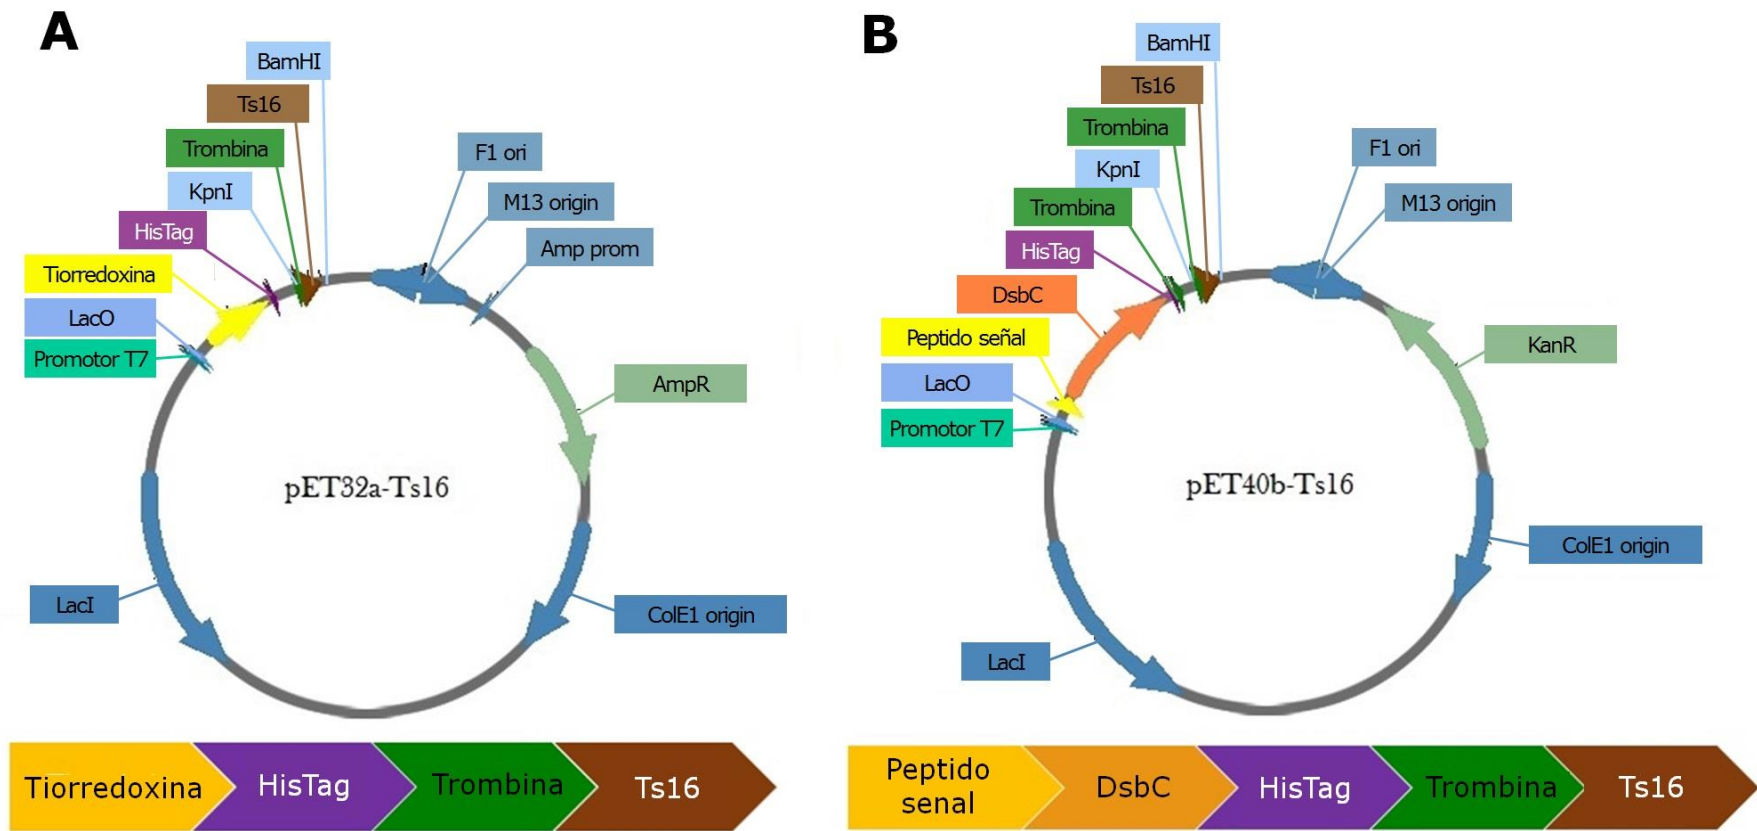 A
BamHI
Ts16
Trombina
KpnI
HisTag
Tiorredoxina
LacO
Promotor T7
F1 ori
M13 origin
Amp prom
AmpR
pET32a-Ts16
LacI
ColE1 origin
Tiorredoxina
HisTag
Trombina
Ts16
B
BamHI
Ts16
Trombina
KpnI
Trombina
HisTag
DsbC
Peptido señal
LacO
Promotor T7
F1 ori
M13 origin
KanR
pET40b-Ts16
ColE1 origin
LacI
Peptido
senal
DsbC
HisTag
Trombina
Ts16